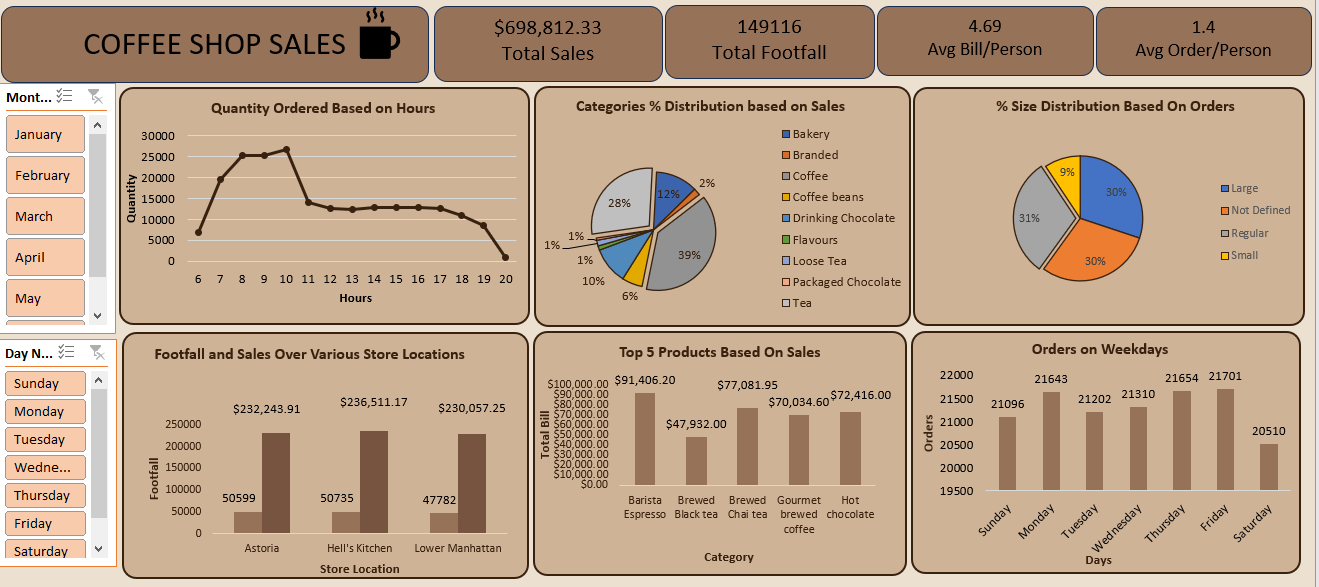 COFFEE SHOP SALES
$698,812.33
Total Sales
149116
Total Footfall
4.69
Avg Bill/Person
1.4
Avg Order/Person
Mont...
January
February
March
April
May
Day N...
Sunday
Monday
Tuesday
Wedne...
Thursday
Friday
Saturday
Quantity Ordered Based on Hours
Quantity
30000
25000
20000
15000
10000
5000
0
6 7 8 9 10 11 12 13 14 15 16 17 18 19 20
Hours
Categories % Distribution based on Sales
12%
2%
39%
6%
10%
1%
1%
1%
28%
Bakery
Branded
Coffee
Coffee beans
Drinking Chocolate
Flavours
Loose Tea
Packaged Chocolate
Tea
% Size Distribution Based On Orders
30%
30%
31%
9%
Large
Not Defined
Regular
Small
Footfall and Sales Over Various Store Locations
Footfall
250000
200000
150000
100000
50000
0
50599
$232,243.91
50735
$236,511.17
47782
$230,057.25
Astoria
Hell's Kitchen
Lower Manhattan
Store Location
Top 5 Products Based On Sales
Total Bill
$100,000.00
$90,000.00
$80,000.00
$70,000.00
$60,000.00
$50,000.00
$40,000.00
$30,000.00
$20,000.00
$10,000.00
$0.00
$91,406.20
$47,932.00
$77,081.95
$70,034.60
$72,416.00
Barista Espresso
Brewed Black tea
Brewed Chai tea
Gourmet brewed coffee
Hot chocolate
Category
Orders on Weekdays
Orders
22000
21500
21000
20500
20000
19500
21096
21643
21202
21310
21654
21701
20510
Sunday
Monday
Tuesday
Wednesday
Thursday
Friday
Saturday
Days